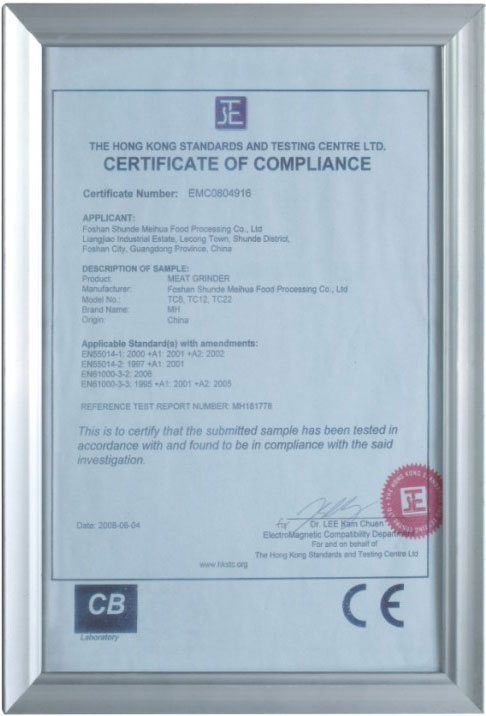 THE HONG KONG STANDARDS AND TESTING CENTRE LTD.
CERTIFICATE OF COMPLIANCE
Certificate Number: EMC0804916
APPLICANT:
Foshan Shunde Meihua Food Processing Co., Ltd
Liangjiao Industrial Estate, Lecong Town, Shunde District,
Foshan City, Guangdong Province, China
DESCRIPTION OF SAMPLE:
Product: MEAT GRINDER
Manufacturer: Foshan Shunde Meihua Food Processing Co., Ltd
Model No.: TC8, TC12, TC22
Brand Name: MH
Origin: China
Applicable Standard(s) with amendments:
EN55014-1: 2000 +A1: 2001 +A2: 2002
EN55014-2: 1997 +A1: 2001
EN61000-3-2: 2006
EN61000-3-3: 1995 +A1: 2001 +A2: 2005
REFERENCE TEST REPORT NUMBER: MH161778
This is to certify that the submitted sample has been tested in
accordance with and found to be in compliance with the said
investigation.
Date: 2008-06-04
for Dr. LEE Kam Chuen
ElectroMagnetic Compatibility Depart
For and on behalf of
The Hong Kong Standards and Testing Centre Ltd
www.hkstc.org
CB
Laboratory
CE